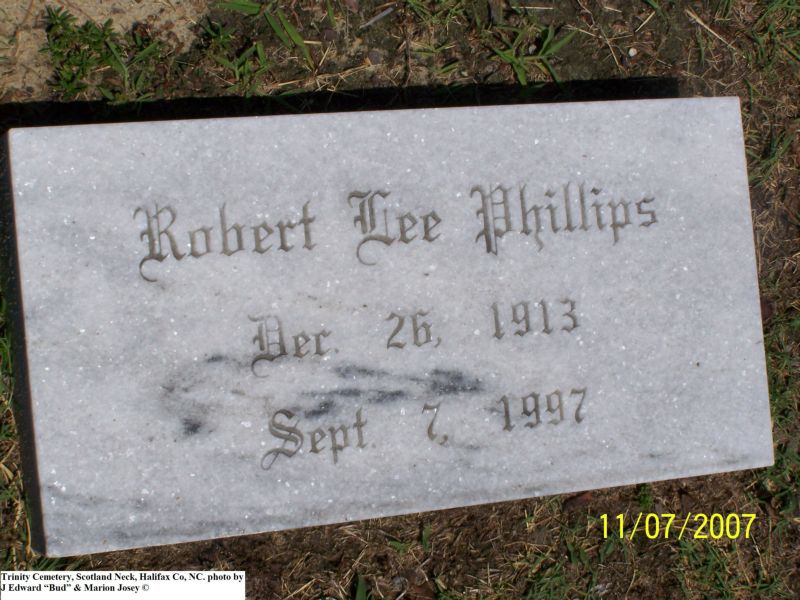 Robert Lee Phillips
Dec. 26, 1913
Sept. 7, 1997
11/07/2007
Trinity Cemetery, Scotland Neck, Halifax Co, NC. photo by
J Edward “Bud” & Marion Josey ©